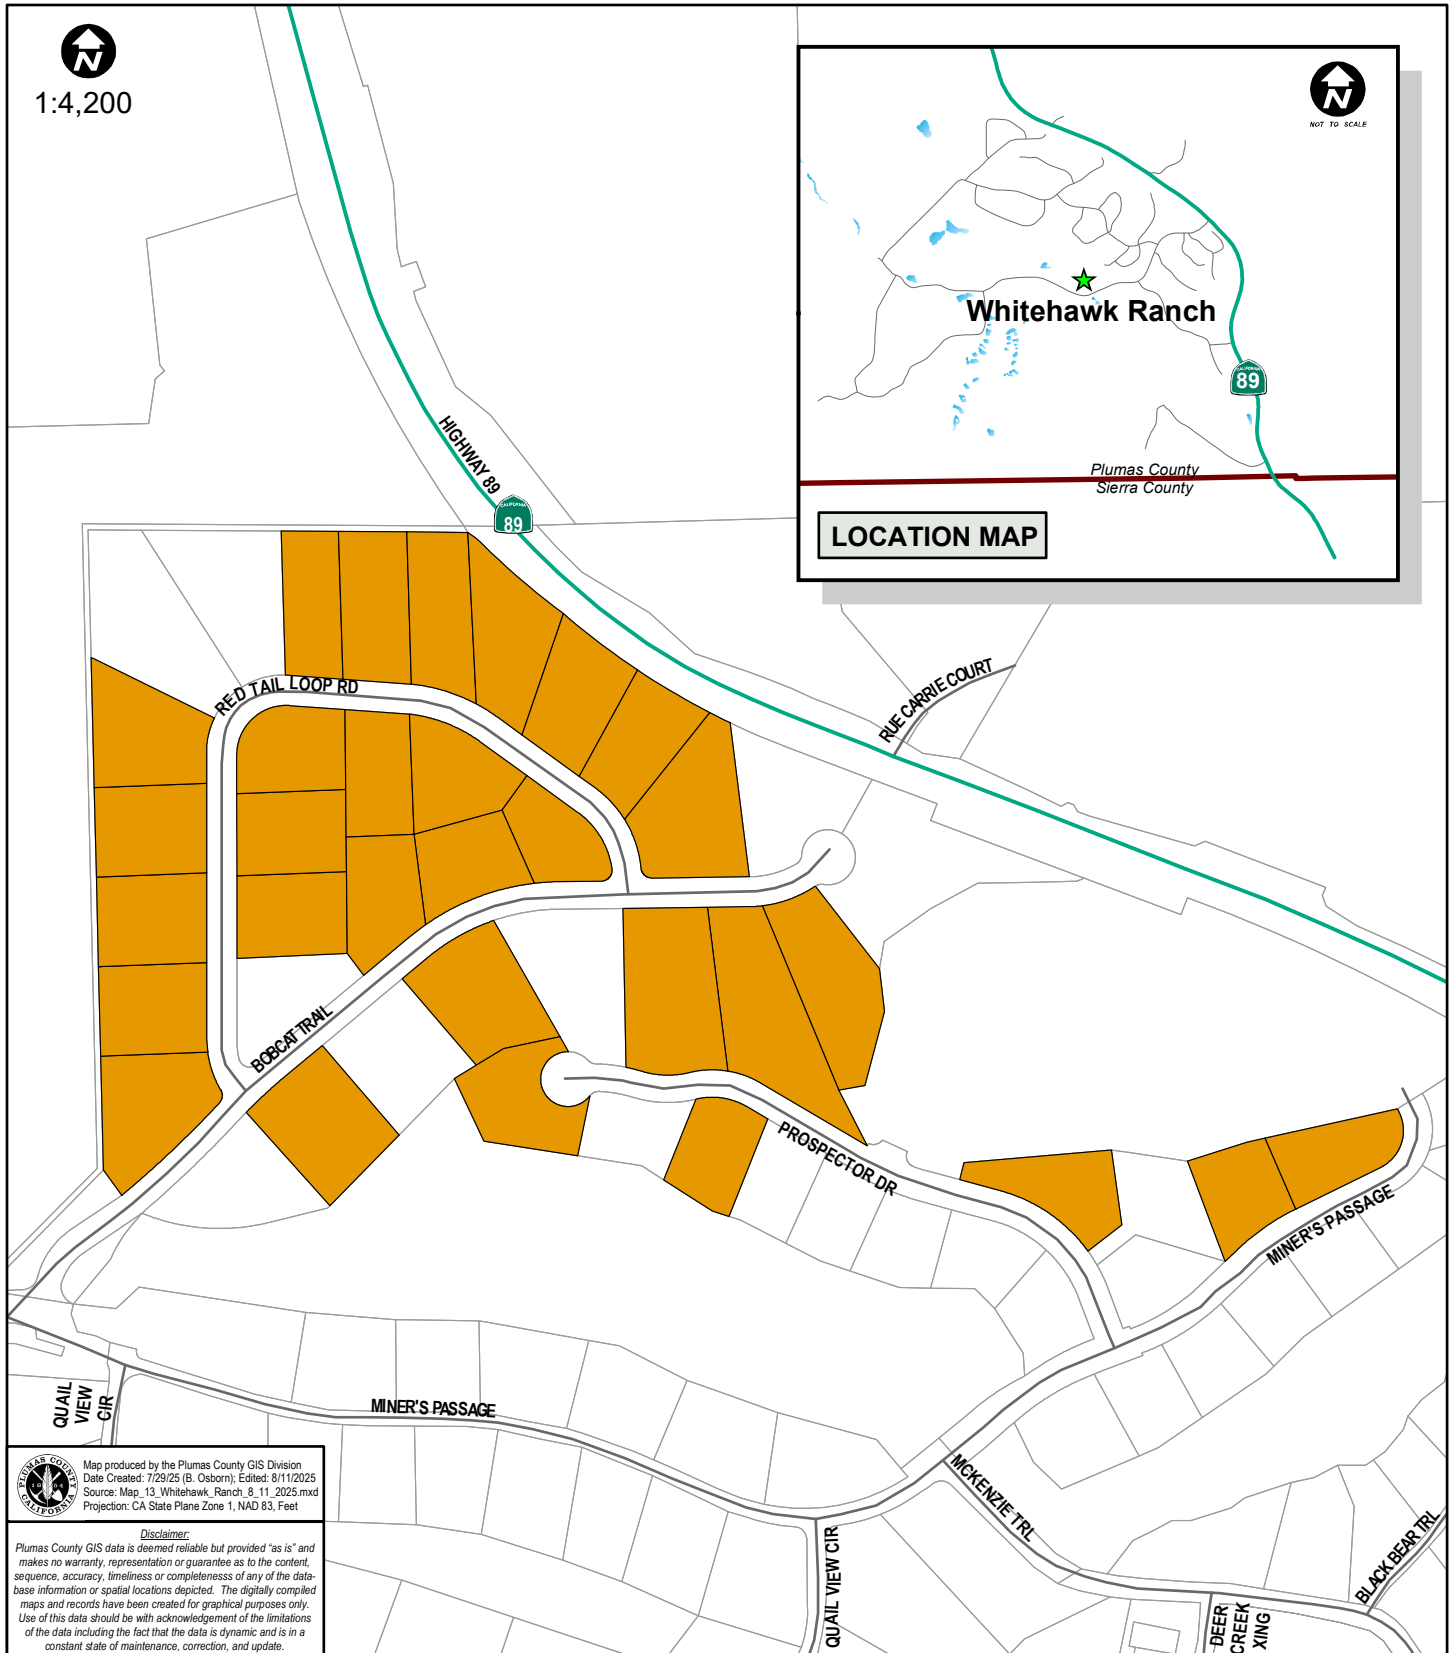 N
1:4,200
N
NOT TO SCALE
Whitehawk Ranch
CALIFORNIA
89
Plumas County
Sierra County
LOCATION MAP
HIGHWAY 89
CALIFORNIA
89
RUE CARRIE COURT
RED TAIL LOOP RD
BOBCAT TRAIL
PROSPECTOR DR
MINER'S PASSAGE
QUAIL
VIEW
CIR
MINER'S PASSAGE
MCKENZIE TRL
QUAIL VIEW CIR
BLACK BEAR TRL
DEER
CREEK
XING
PLUMAS COUNTY
1854
CALIFORNIA
Map produced by the Plumas County GIS Division
Date Created: 7/29/25 (B. Osborn); Edited: 8/11/2025
Source: Map_13_Whitehawk_Ranch_8_11_2025.mxd
Projection: CA State Plane Zone 1, NAD 83, Feet
Disclaimer:
Plumas County GIS data is deemed reliable but provided “as is” and
makes no warranty, representation or guarantee as to the content,
sequence, accuracy, timeliness or completenesss of any of the data-
base information or spatial locations depicted. The digitally compiled
maps and records have been created for graphical purposes only.
Use of this data should be with acknowledgement of the limitations
of the data including the fact that the data is dynamic and is in a
constant state of maintenance, correction, and update.